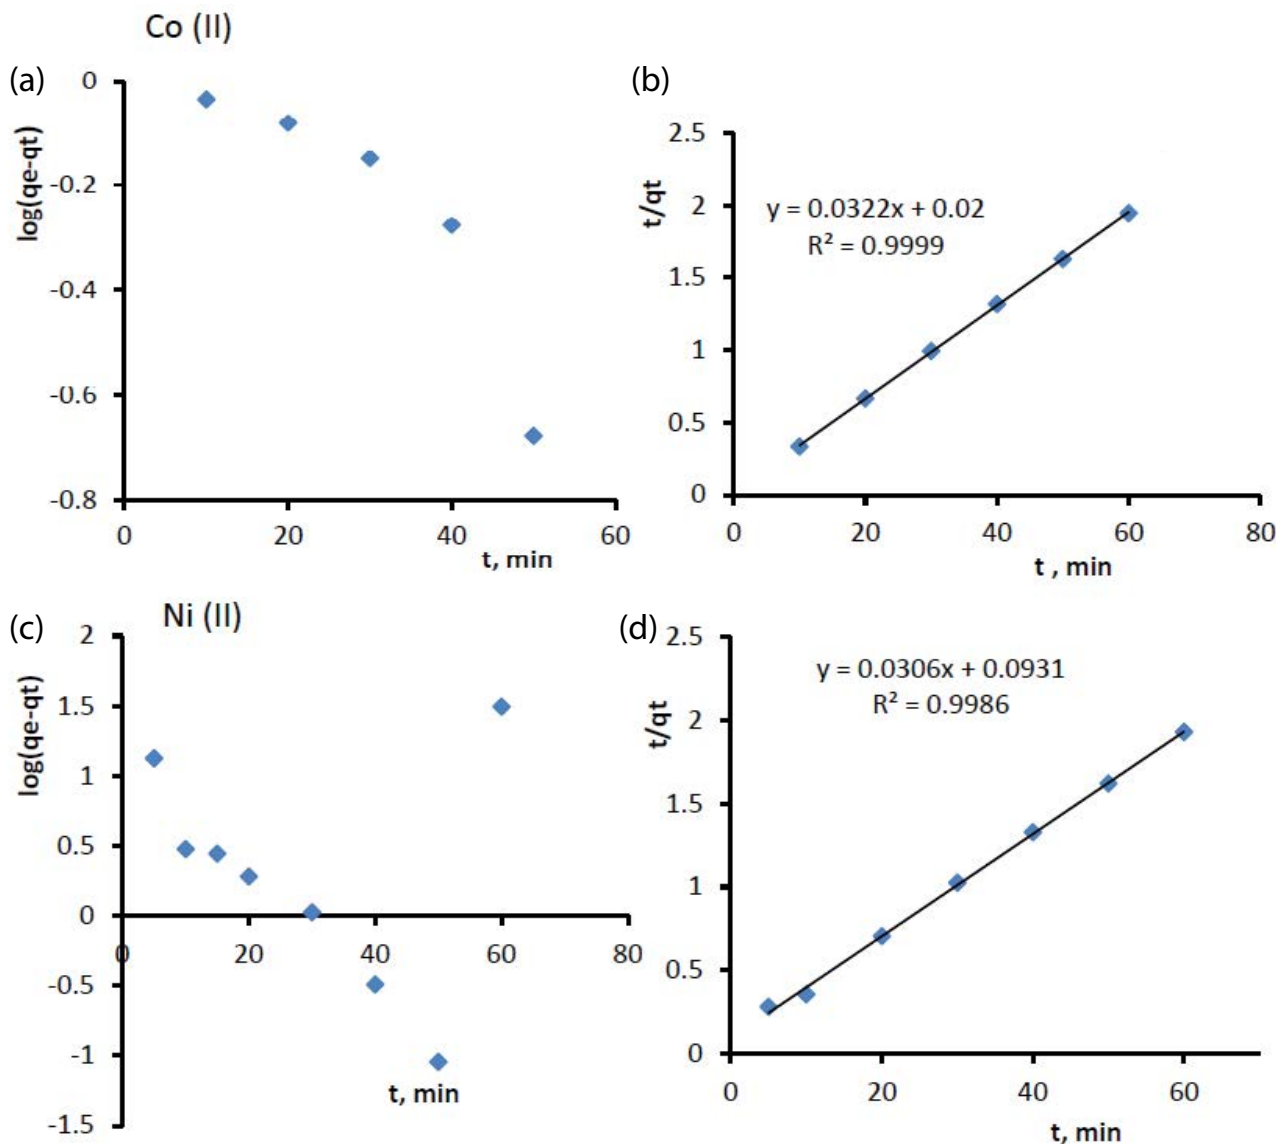 Co (II)
(a)
0
-0.2
-0.4
-0.6
-0.8
log(qe-qt)
0
20
40
60
t, min
(b)
2.5
2
1.5
1
0.5
0
t/qt
y = 0.0322x + 0.02
R² = 0.9999
0
20
40
60
80
t , min
Ni (II)
(c)
2
1.5
1
0.5
0
-0.5
-1
-1.5
log(qe-qt)
0
20
40
60
80
t, min
(d)
2.5
2
1.5
1
0.5
0
t/qt
y = 0.0306x + 0.0931
R² = 0.9986
0
20
40
60
t, min